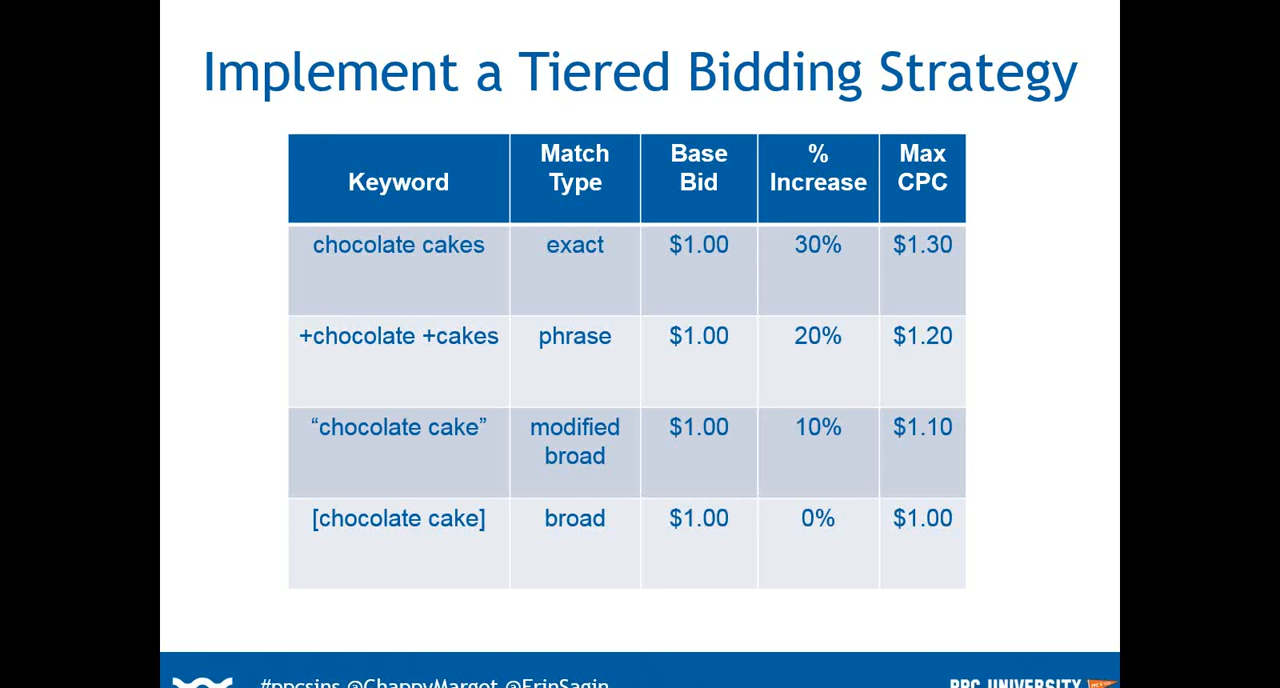 Implement a Tiered Bidding Strategy
Keyword Match Type Base Bid % Increase Max CPC
chocolate cakes exact $1.00 30% $1.30
+chocolate +cakes phrase $1.00 20% $1.20
“chocolate cake” modified broad $1.00 10% $1.10
[chocolate cake] broad $1.00 0% $1.00
#ppcsins @ChappyMargot @ErinSagin PPC UNIVERSITY